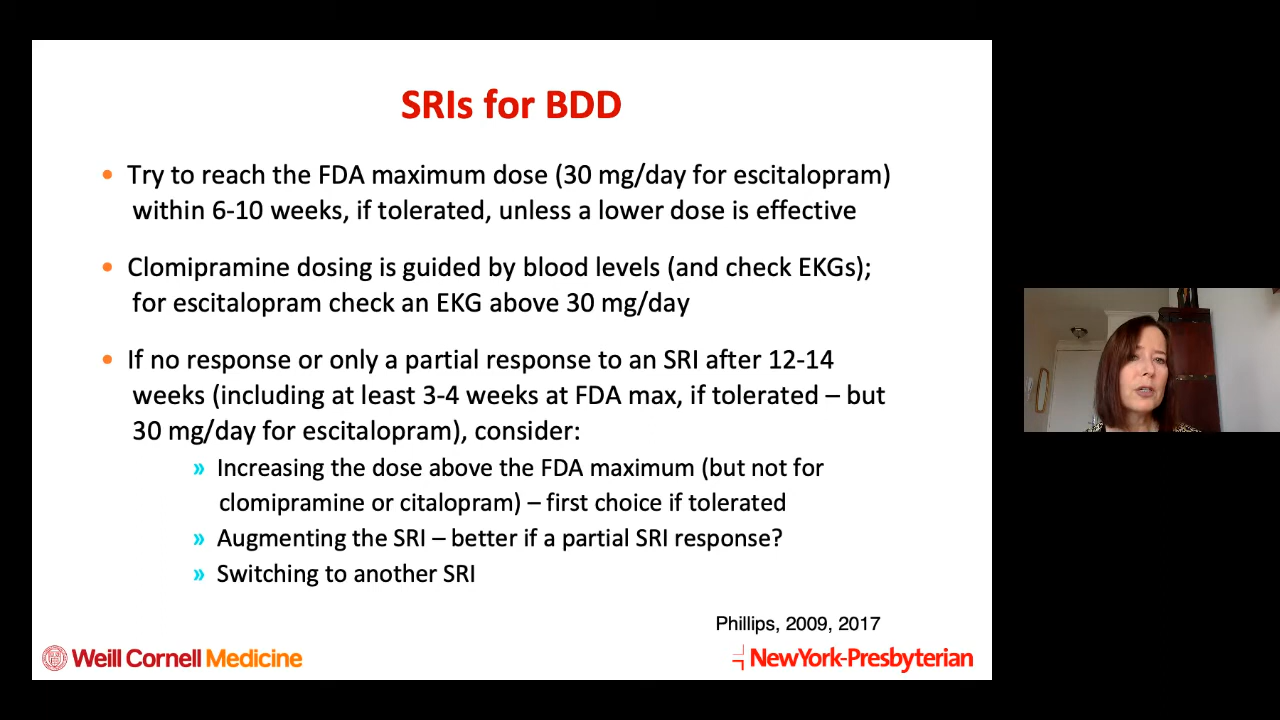 SRIs for BDD
• Try to reach the FDA maximum dose (30 mg/day for escitalopram)
within 6-10 weeks, if tolerated, unless a lower dose is effective
• Clomipramine dosing is guided by blood levels (and check EKGs);
for escitalopram check an EKG above 30 mg/day
• If no response or only a partial response to an SRI after 12-14
weeks (including at least 3-4 weeks at FDA max, if tolerated – but
30 mg/day for escitalopram), consider:
» Increasing the dose above the FDA maximum (but not for
clomipramine or citalopram) – first choice if tolerated
» Augmenting the SRI – better if a partial SRI response?
» Switching to another SRI
Phillips, 2009, 2017
Weill Cornell Medicine
NewYork-Presbyterian